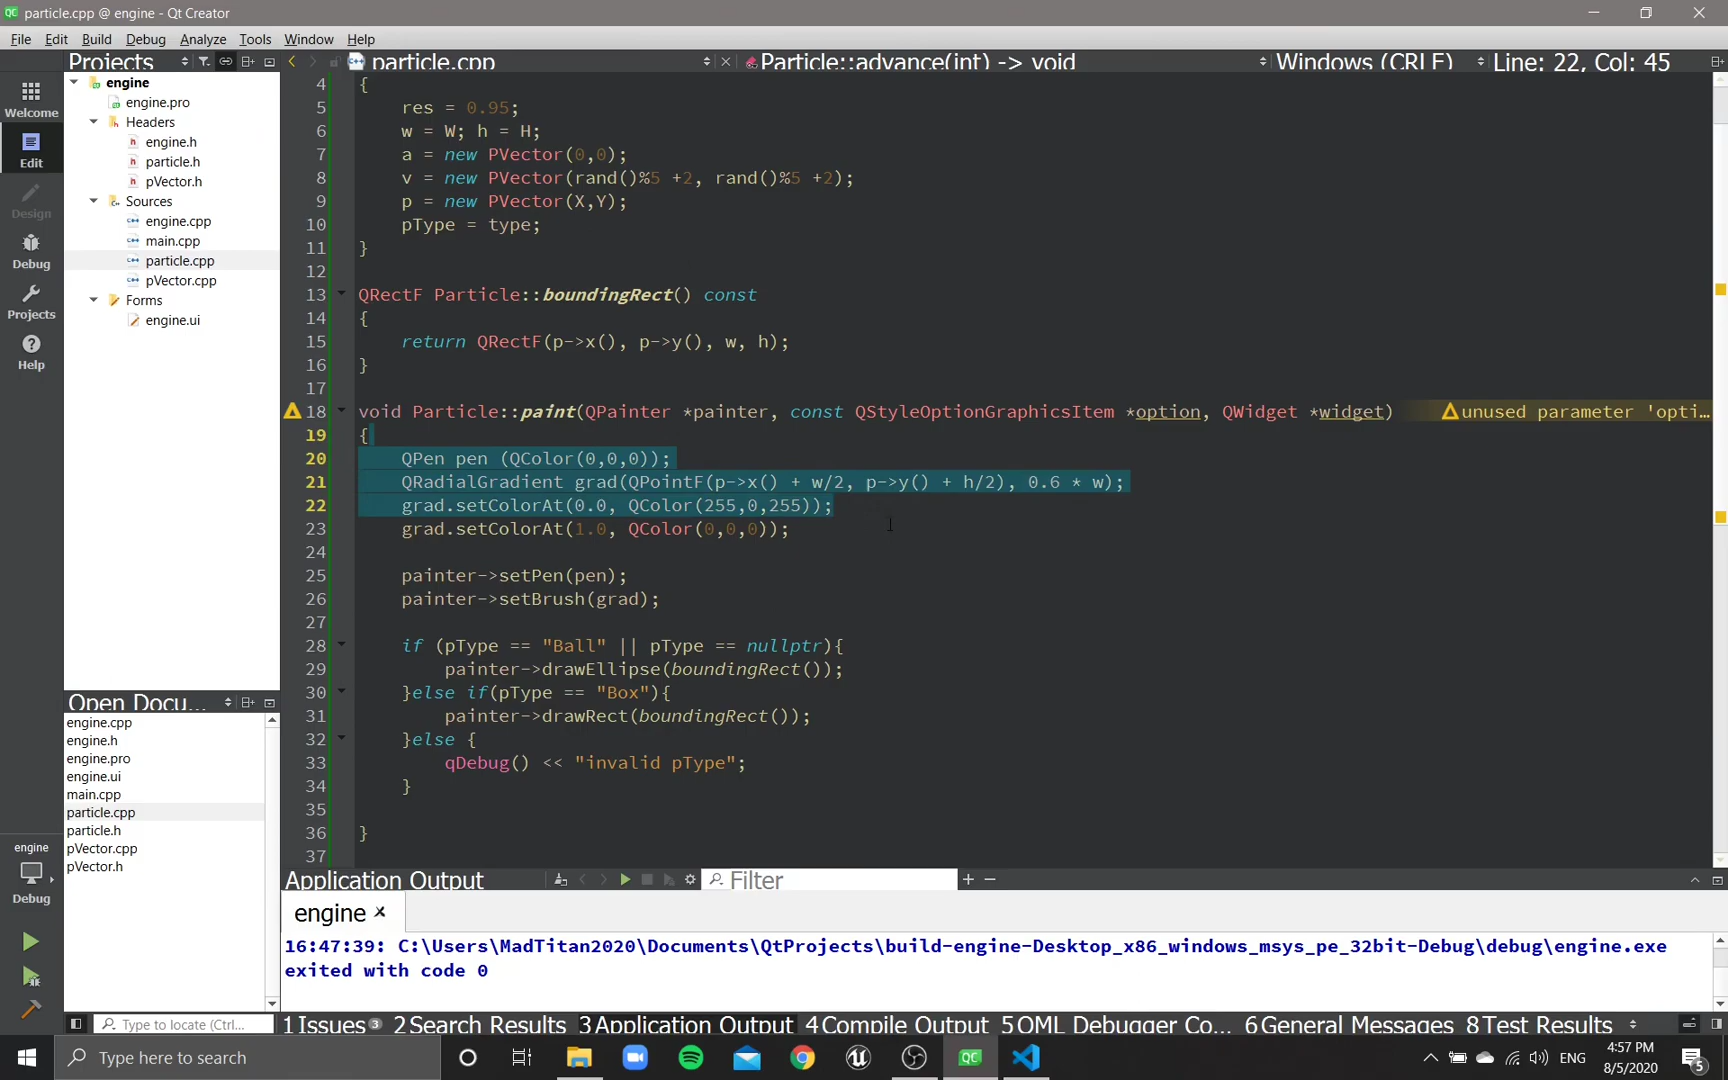 particle.cpp @ engine - Qt Creator
File Edit Build Debug Analyze Tools Window Help
Projects
particle.cpp
Particle::advance(int) -> void
Windows (CRLF)
Line: 22, Col: 45
Welcome
Edit
Design
Debug
Projects
Help
engine
engine.pro
Headers
engine.h
particle.h
pVector.h
Sources
engine.cpp
main.cpp
particle.cpp
pVector.cpp
Forms
engine.ui
4 {
5 res = 0.95;
6 w = W; h = H;
7 a = new PVector(0,0);
8 v = new PVector(rand()%5 +2, rand()%5 +2);
9 p = new PVector(X,Y);
10 pType = type;
11 }
12
13 QRectF Particle::boundingRect() const
14 {
15 return QRectF(p->x(), p->y(), w, h);
16 }
17
18 void Particle::paint(QPainter *painter, const QStyleOptionGraphicsItem *option, QWidget *widget) unused parameter 'opti...
19 {
20 QPen pen (QColor(0,0,0));
21 QRadialGradient grad(QPointF(p->x() + w/2, p->y() + h/2), 0.6 * w);
22 grad.setColorAt(0.0, QColor(255,0,255));
23 grad.setColorAt(1.0, QColor(0,0,0));
24
25 painter->setPen(pen);
26 painter->setBrush(grad);
27
28 if (pType == "Ball" || pType == nullptr){
29 painter->drawEllipse(boundingRect());
30 }else if(pType == "Box"){
31 painter->drawRect(boundingRect());
32 }else {
33 qDebug() << "invalid pType";
34 }
35
36 }
37
Open Docu...
engine.cpp
engine.h
engine.pro
engine.ui
main.cpp
particle.cpp
particle.h
pVector.cpp
pVector.h
engine
Debug
Application Output
Filter
engine
16:47:39: C:\Users\MadTitan2020\Documents\QtProjects\build-engine-Desktop_x86_windows_msys_pe_32bit-Debug\debug\engine.exe
exited with code 0
Type to locate (Ctrl...
1 Issues 3 2 Search Results 3 Application Output 4 Compile Output 5 QML Debugger Co... 6 General Messages 8 Test Results
Type here to search
ENG
4:57 PM
8/5/2020
5